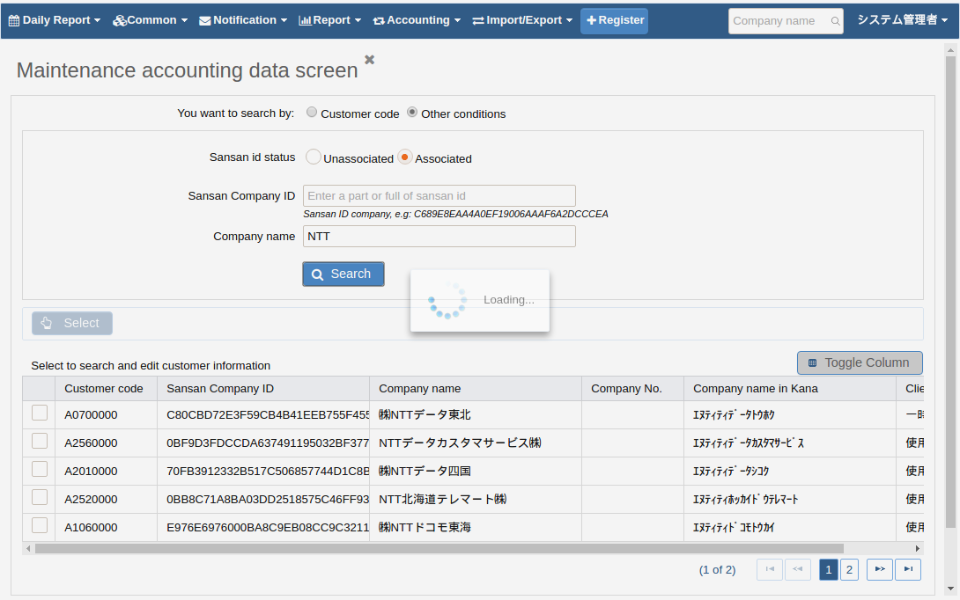 Daily Report Common Notification Report Accounting Import/Export Register Company name システム管理者
Maintenance accounting data screen
You want to search by: Customer code Other conditions
Sansan id status Unassociated Associated
Sansan Company ID Enter a part or full of sansan id
Sansan ID company, e.g: C689E8EAA4A0EF19006AAAF6A2DCCCEA
Company name NTT
Search
Loading...
Select
Select to search and edit customer information Toggle Column
Customer code Sansan Company ID Company name Company No. Company name in Kana Clie
A0700000 C80CBD72E3F59CB4B41EEB755F455 ㈱NTTデータ東北 ｴﾇﾃｨﾃｨﾃﾞｰﾀﾄｳﾎｸ 一時
A2560000 0BF9D3FDCCDA637491195032BF377 NTTデータカスタマサービス㈱ ｴﾇﾃｨﾃｨﾃﾞｰﾀｶｽﾀﾏｻｰﾋﾞｽ 使用
A2010000 70FB3912332B517C506857744D1C8B ㈱NTTデータ四国 ｴﾇﾃｨﾃｨﾃﾞｰﾀｼｺｸ 使用
A2520000 0BB8C71A8BA03DD2518575C46FF93 NTT北海道テレマート㈱ ｴﾇﾃｨﾃｨﾎｯｶｲﾄﾞｳﾃﾚﾏｰﾄ 使用
A1060000 E976E6976000BA8C9EB08CC9C3211 ㈱NTTドコモ東海 ｴﾇﾃｨﾃｨﾄﾞｺﾓﾄｳｶｲ 使用
(1 of 2) 1 2